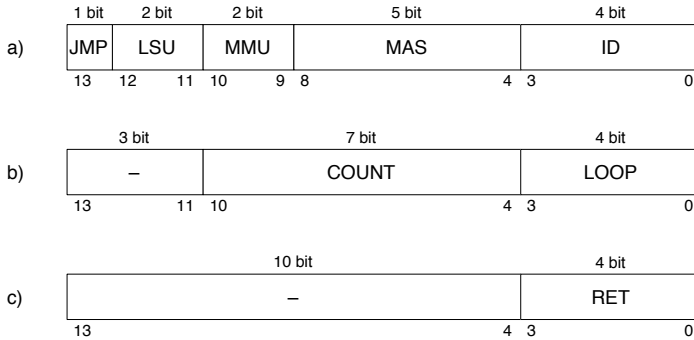 1 bit 2 bit 2 bit 5 bit 4 bit
a) JMP LSU MMU MAS ID
13 12 11 10 9 8 4 3 0
3 bit 7 bit 4 bit
b) – COUNT LOOP
13 11 10 4 3 0
10 bit 4 bit
c) – RET
13 4 3 0